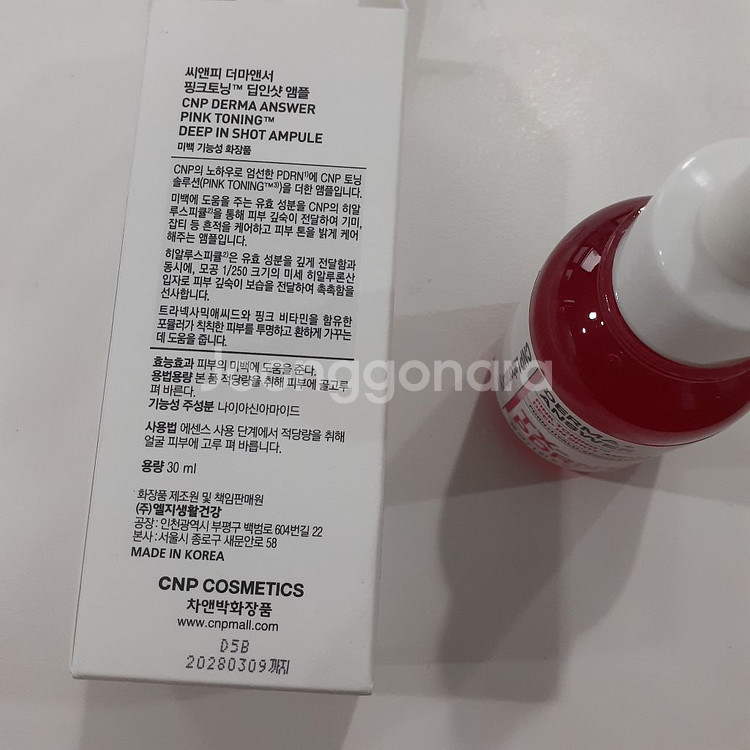 씨앤피 더마앤서
핑크토닝™ 딥인샷 앰플
CNP DERMA ANSWER
PINK TONING™
DEEP IN SHOT AMPULE
미백 기능성 화장품
CNP의 노하우로 엄선한 PDRN¹⁾에 CNP 토닝
솔루션(PINK TONING™³⁾)을 더한 앰플입니다.
미백에 도움을 주는 유효 성분을 CNP의 히알
루스피큘²⁾을 통해 피부 깊숙이 전달하여 기미,
잡티 등 흔적을 케어하고 피부 톤을 밝게 케어
해주는 앰플입니다.
히알루스피큘²⁾은 유효 성분을 깊게 전달함과
동시에, 모공 1/250 크기의 미세 히알루론산
입자로 피부 깊숙이 보습을 전달하여 촉촉함을
선사합니다.
트라넥사믹애씨드와 핑크 비타민을 함유한
포뮬러가 칙칙한 피부를 투명하고 환하게 가꾸는
데 도움을 줍니다.
효능효과 피부의 미백에 도움을 준다.
용법용량 본 품 적당량을 취해 피부에 골고루
펴 바른다.
기능성 주성분 나이아신아마이드
사용법 에센스 사용 단계에서 적당량을 취해
얼굴 피부에 고루 펴 바릅니다.
용량 30 ml
화장품 제조원 및 책임판매원
(주)엘지생활건강
공장 : 인천광역시 부평구 백범로 604번길 22
본사 : 서울시 종로구 새문안로 58
MADE IN KOREA
CNP COSMETICS
차앤박화장품
www.cnpmall.com
D5B
20280309까지
Joonggonara
CNP
DERMA
ANSWER